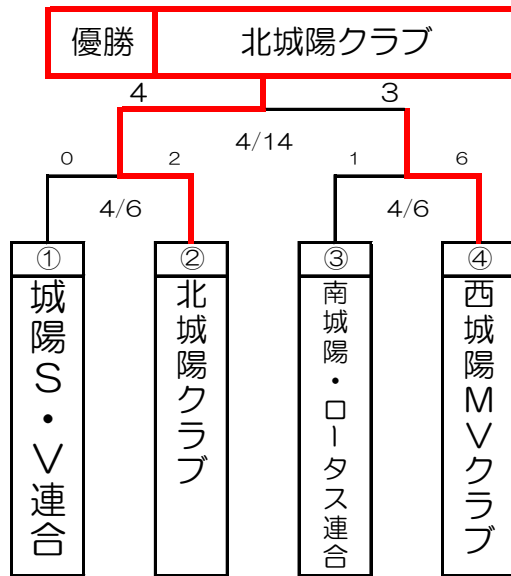 優勝 北城陽クラブ
4 3
4/14
0 2 1 6
4/6 4/6
① ② ③ ④
城陽S・V連合
北城陽クラブ
南城陽・ロータス連合
西城陽MVクラブ